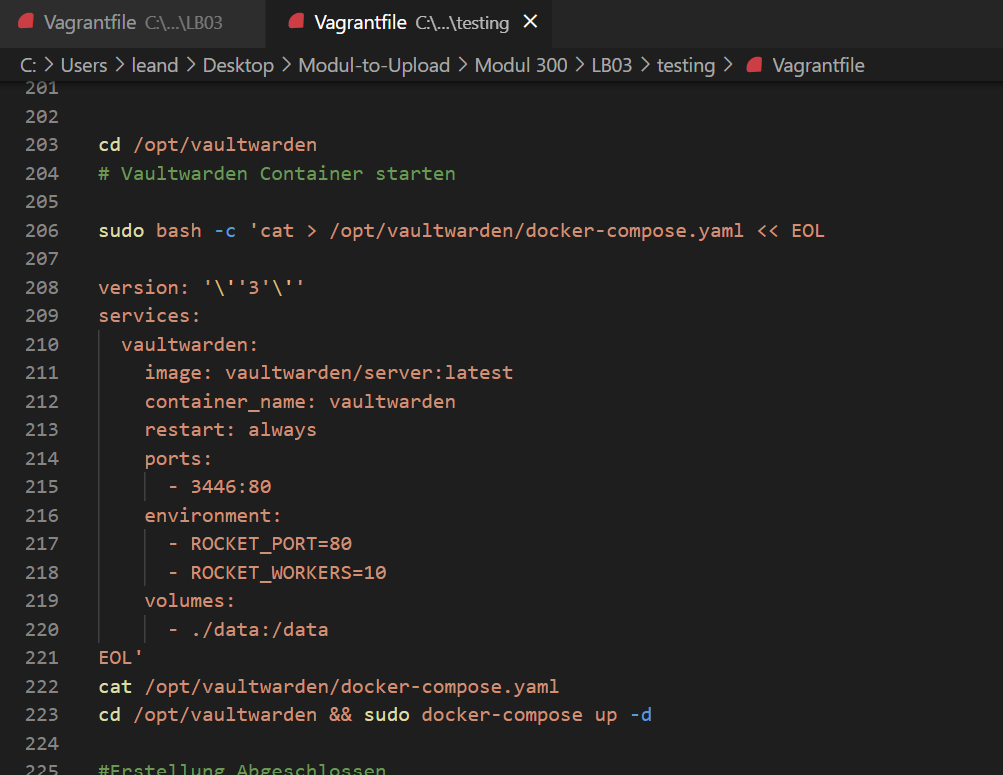 Vagrantfile C:\...\LB03 Vagrantfile C:\...\testing ✕
C: > Users > leand > Desktop > Modul-to-Upload > Modul 300 > LB03 > testing > Vagrantfile
201
202
203 cd /opt/vaultwarden
204 # Vaultwarden Container starten
205
206 sudo bash -c 'cat > /opt/vaultwarden/docker-compose.yaml << EOL
207
208 version: '\''3'\''
209 services:
210   vaultwarden:
211     image: vaultwarden/server:latest
212     container_name: vaultwarden
213     restart: always
214     ports:
215       - 3446:80
216     environment:
217       - ROCKET_PORT=80
218       - ROCKET_WORKERS=10
219     volumes:
220       - ./data:/data
221 EOL'
222 cat /opt/vaultwarden/docker-compose.yaml
223 cd /opt/vaultwarden && sudo docker-compose up -d
224
225 #Erstellung Abgeschlossen